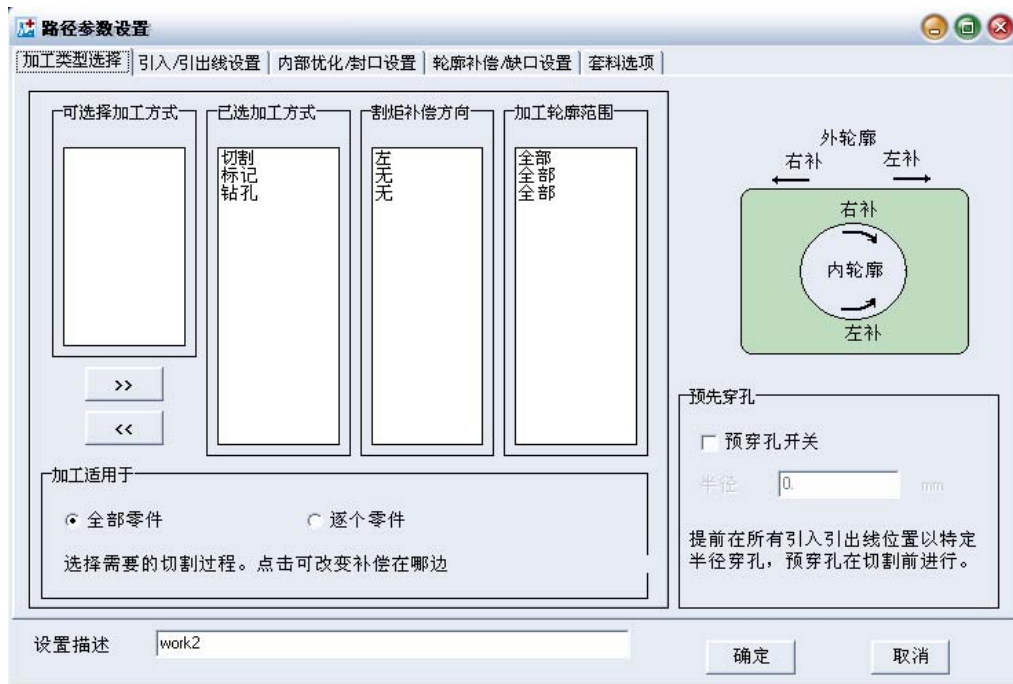 路径参数设置
加工类型选择 引入/引出线设置 内部优化/封口设置 轮廓补偿/缺口设置 套料选项
可选择加工方式
已选加工方式
切割
标记
钻孔
割炬补偿方向
左
无
无
加工轮廓范围
全部
全部
全部
>>
<<
外轮廓
右补 左补
右补
内轮廓
左补
加工适用于
全部零件 逐个零件
选择需要的切割过程。点击可改变补偿在哪边
预先穿孔
预穿孔开关
半径 0. mm
提前在所有引入引出线位置以特定
半径穿孔，预穿孔在切割前进行。
设置描述 work2
确定 取消